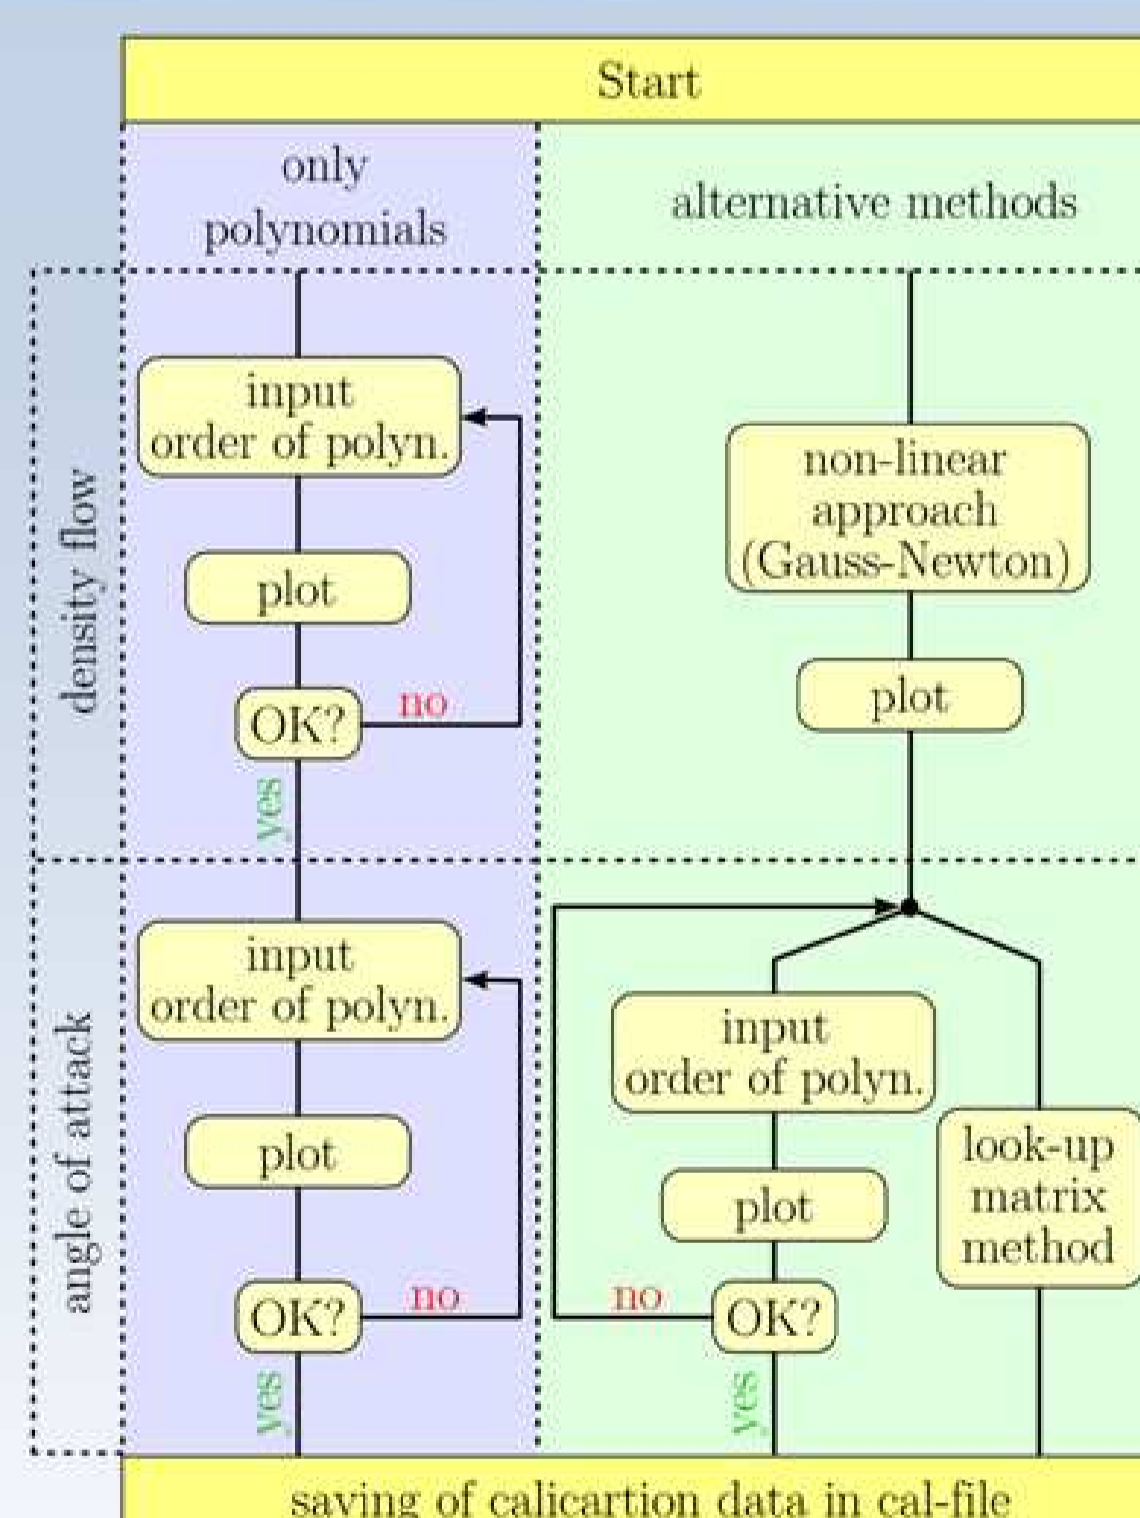 Start
only
polynomials
alternative methods
density flow
input
order of polyn.
plot
OK?
no
yes
non-linear
approach
(Gauss-Newton)
plot
angle of attack
input
order of polyn.
plot
OK?
no
yes
input
order of polyn.
plot
OK?
no
yes
look-up
matrix
method
saving of calicartion data in cal-file